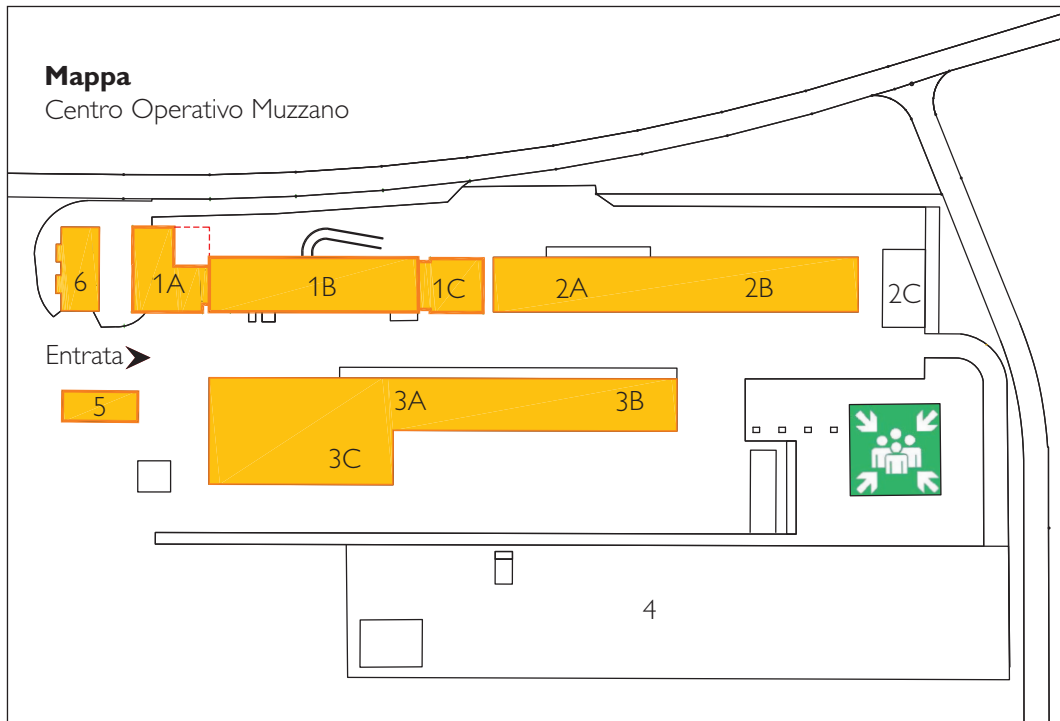 Mappa
Centro Operativo Muzzano
6
1A
1B
1C
2A
2B
2C
Entrata
5
3A
3B
3C
4